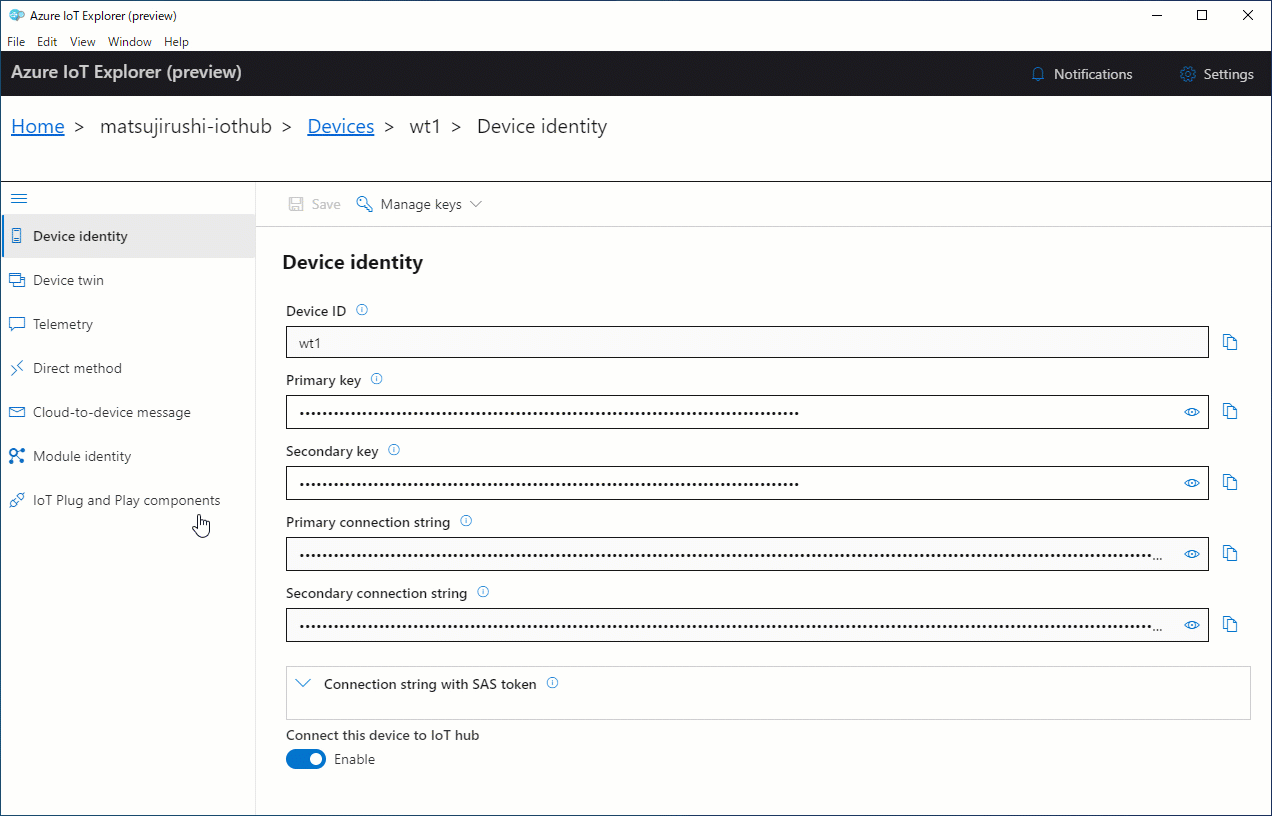 Azure IoT Explorer (preview)
File Edit View Window Help
Azure IoT Explorer (preview)
Notifications
Settings
Home > matsujirushi-iothub > Devices > wt1 > Device identity
Save
Manage keys
Device identity
Device twin
Telemetry
Direct method
Cloud-to-device message
Module identity
IoT Plug and Play components
Device identity
Device ID
wt1
Primary key
Secondary key
Primary connection string
Secondary connection string
Connection string with SAS token
Connect this device to IoT hub
Enable